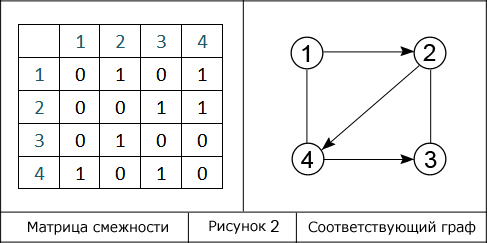 1 2 3 4
1 0 1 0 1
2 0 0 1 1
3 0 1 0 0
4 1 0 1 0
1 2
4 3
Матрица смежности
Рисунок 2
Соответствующий граф